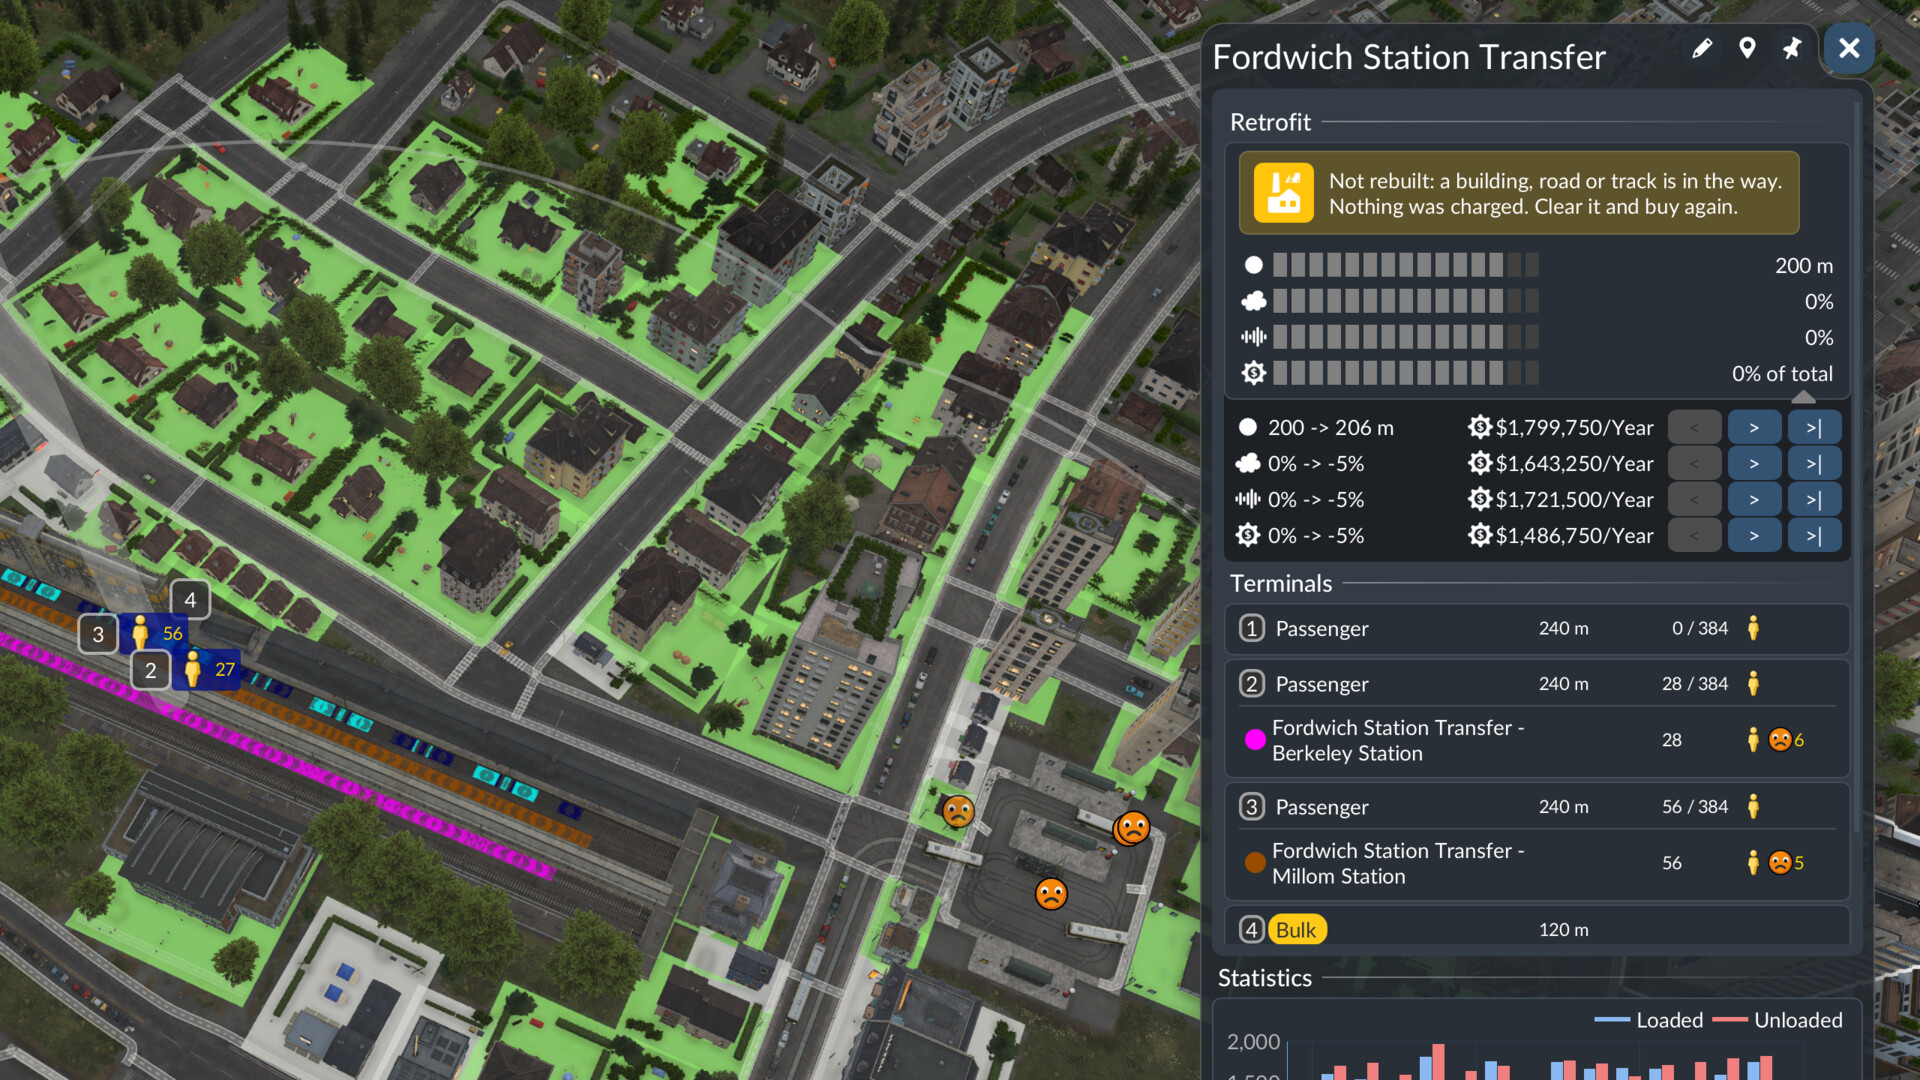 Fordwich Station Transfer
Retrofit
Not rebuilt: a building, road or track is in the way.
Nothing was charged. Clear it and buy again.
200 m
0%
0%
0% of total
200 -> 206 m $1,799,750/Year < > >|
0% -> -5% $1,643,250/Year < > >|
0% -> -5% $1,721,500/Year < > >|
0% -> -5% $1,486,750/Year < > >|
Terminals
1 Passenger 240 m 0 / 384
2 Passenger 240 m 28 / 384
Fordwich Station Transfer -
Berkeley Station
28 6
3 Passenger 240 m 56 / 384
Fordwich Station Transfer -
Millom Station
56 5
4 Bulk 120 m
Statistics
Loaded Unloaded
2,000
4
3 56
2 27